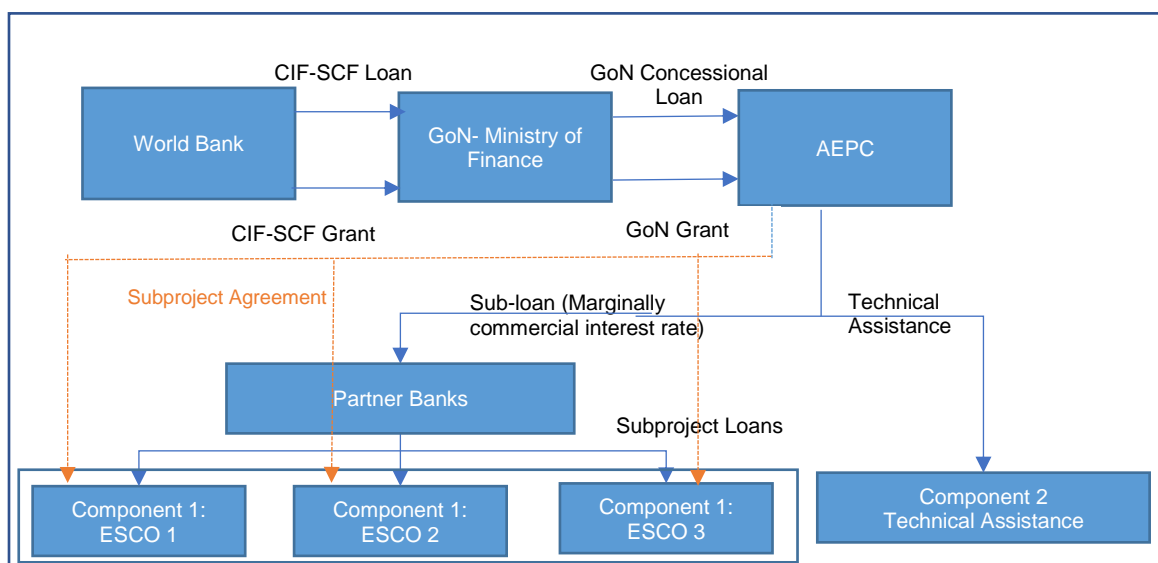 CIF-SCF Loan
GoN Concessional
Loan
World Bank
GoN- Ministry of
Finance
AEPC
CIF-SCF Grant
GoN Grant
Subproject Agreement
Sub-loan (Marginally
commercial interest rate)
Technical
Assistance
Partner Banks
Subproject Loans
Component 1:
ESCO 1
Component 1:
ESCO 2
Component 1:
ESCO 3
Component 2
Technical Assistance